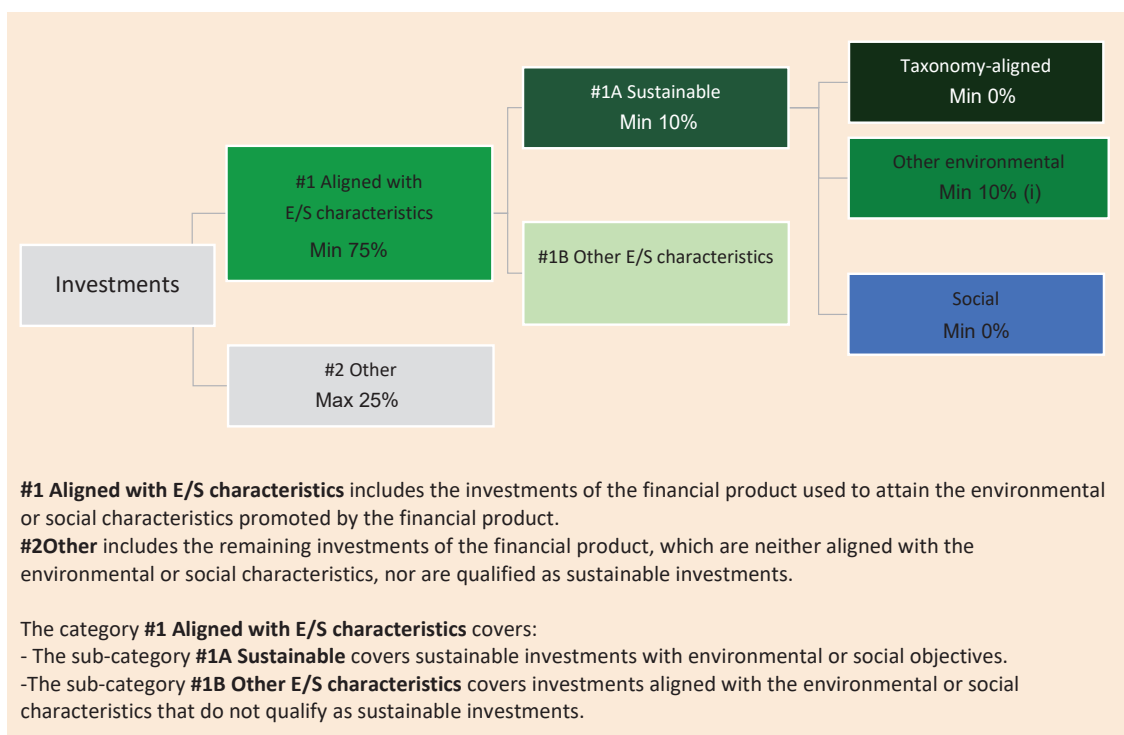 Investments
#1 Aligned with
E/S characteristics
Min 75%
#2 Other
Max 25%
#1A Sustainable
Min 10%
#1B Other E/S characteristics
Taxonomy-aligned
Min 0%
Other environmental
Min 10% (i)
Social
Min 0%
#1 Aligned with E/S characteristics includes the investments of the financial product used to attain the environmental
or social characteristics promoted by the financial product.
#2Other includes the remaining investments of the financial product, which are neither aligned with the
environmental or social characteristics, nor are qualified as sustainable investments.
The category #1 Aligned with E/S characteristics covers:
- The sub-category #1A Sustainable covers sustainable investments with environmental or social objectives.
-The sub-category #1B Other E/S characteristics covers investments aligned with the environmental or social
characteristics that do not qualify as sustainable investments.